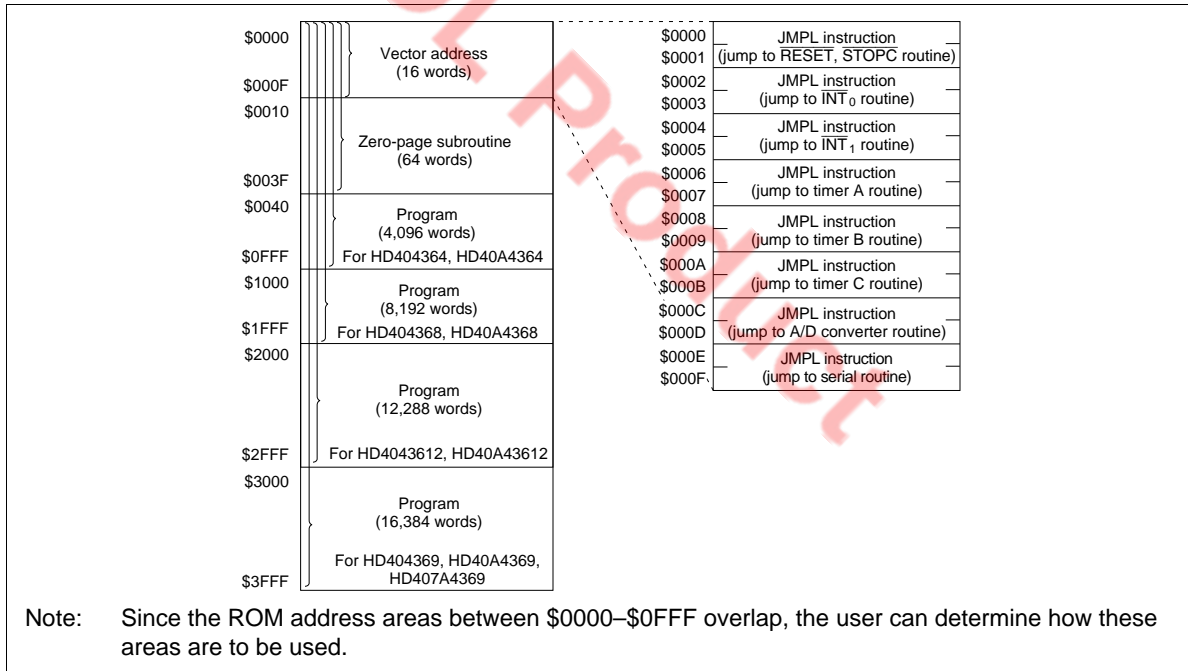 $0000
Vector address
(16 words)
$000F
$0010
Zero-page subroutine
(64 words)
$003F
$0040
Program
(4,096 words)
$0FFF
For HD404364, HD40A4364
$1000
Program
(8,192 words)
$1FFF
For HD404368, HD40A4368
$2000
Program
(12,288 words)
$2FFF
For HD4043612, HD40A43612
$3000
Program
(16,384 words)
For HD404369, HD40A4369,
HD407A4369
$3FFF
$0000
$0001
JMPL instruction
(jump to RESET, STOPC routine)
$0002
$0003
JMPL instruction
(jump to INT0 routine)
$0004
$0005
JMPL instruction
(jump to INT1 routine)
$0006
$0007
JMPL instruction
(jump to timer A routine)
$0008
$0009
JMPL instruction
(jump to timer B routine)
$000A
$000B
JMPL instruction
(jump to timer C routine)
$000C
$000D
JMPL instruction
(jump to A/D converter routine)
$000E
$000F
JMPL instruction
(jump to serial routine)
Note: Since the ROM address areas between $0000–$0FFF overlap, the user can determine how these
areas are to be used.
L Product